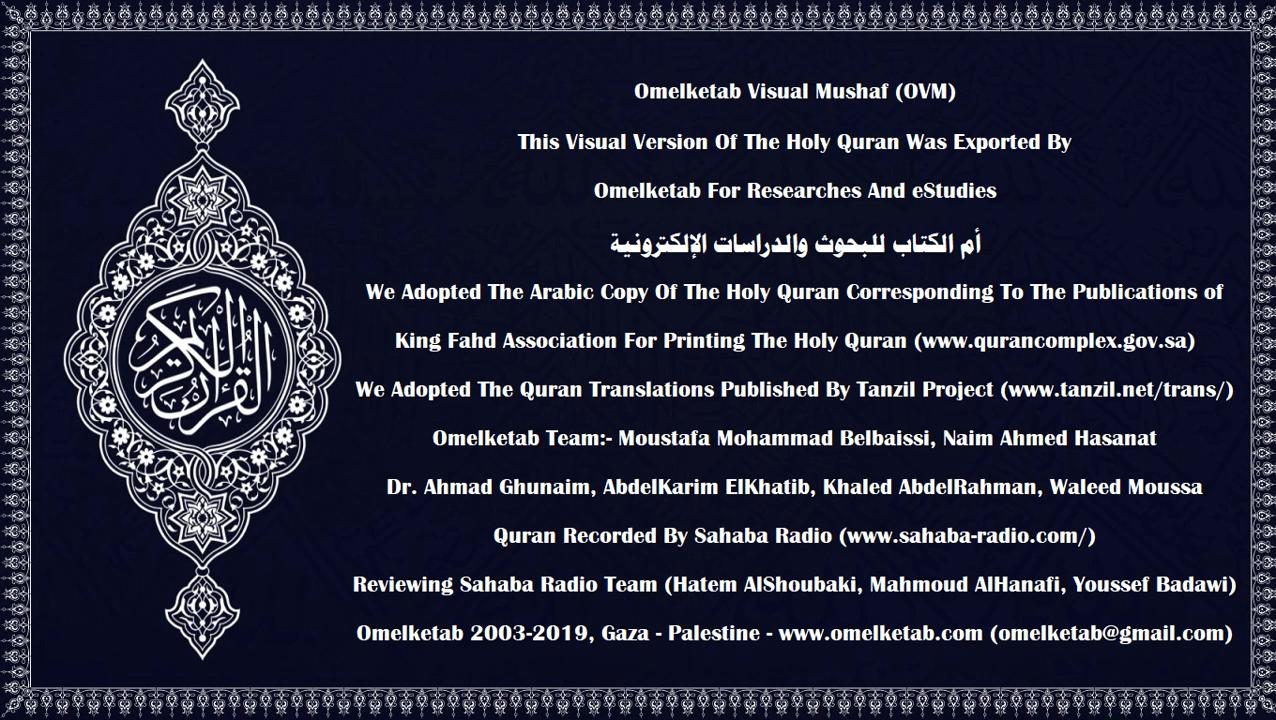 Omelketab Visual Mushaf (OVM)
This Visual Version Of The Holy Quran Was Exported By
Omelketab For Researches And eStudies
أم الكتاب للبحوث والدراسات الإلكترونية
We Adopted The Arabic Copy Of The Holy Quran Corresponding To The Publications of
King Fahd Association For Printing The Holy Quran (www.qurancomplex.gov.sa)
We Adopted The Quran Translations Published By Tanzil Project (www.tanzil.net/trans/)
Omelketab Team:- Moustafa Mohammad Belbaissi, Naim Ahmed Hasanat
Dr. Ahmad Ghunaim, AbdelKarim ElKhatib, Khaled AbdelRahman, Waleed Moussa
Quran Recorded By Sahaba Radio (www.sahaba-radio.com/)
Reviewing Sahaba Radio Team (Hatem AlShoubaki, Mahmoud AlHanafi, Youssef Badawi)
Omelketab 2003-2019, Gaza - Palestine - www.omelketab.com (omelketab@gmail.com)
القرآن الكريم